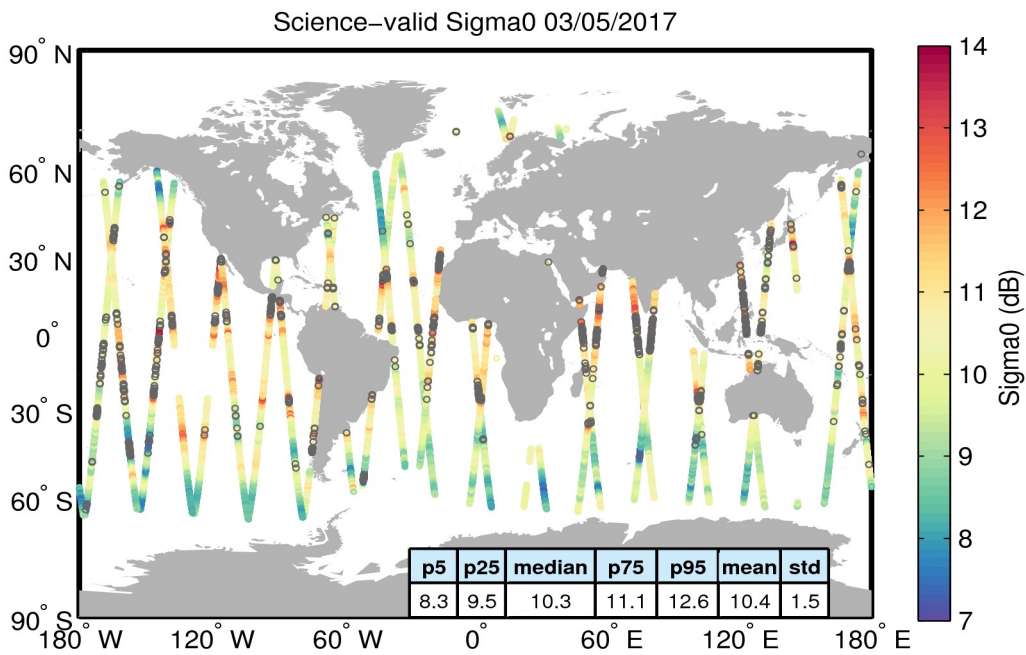 Science−valid Sigma0 03/05/2017
90° N
60° N
30° N
0°
30° S
60° S
90° S
180° W
120° W
60° W
0°
60° E
120° E
180° E
p5 p25 median p75 p95 mean std
8.3 9.5 10.3 11.1 12.6 10.4 1.5
14
13
12
11
10
9
8
7
Sigma0 (dB)